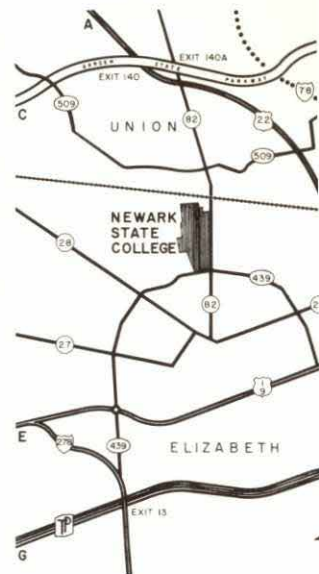 A
EXIT 140A
GARDEN STATE PARKWAY
EXIT 140
78
C
509
22
UNION
82
509
NEWARK
STATE
COLLEGE
28
439
82
27
1
9
E
278
439
ELIZABETH
EXIT 13
G